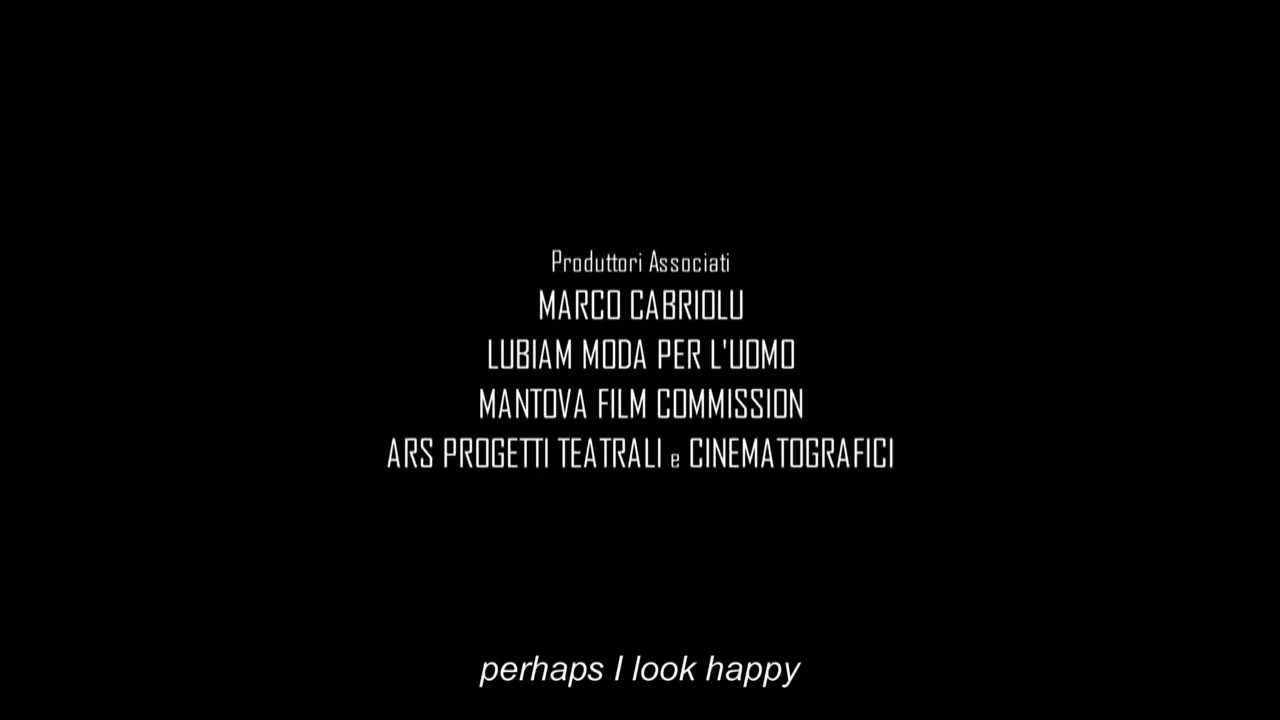 Produttori Associati
MARCO CABRIOLU
LUBIAM MODA PER L'UOMO
MANTOVA FILM COMMISSION
ARS PROGETTI TEATRALI e CINEMATOGRAFICI
perhaps I look happy